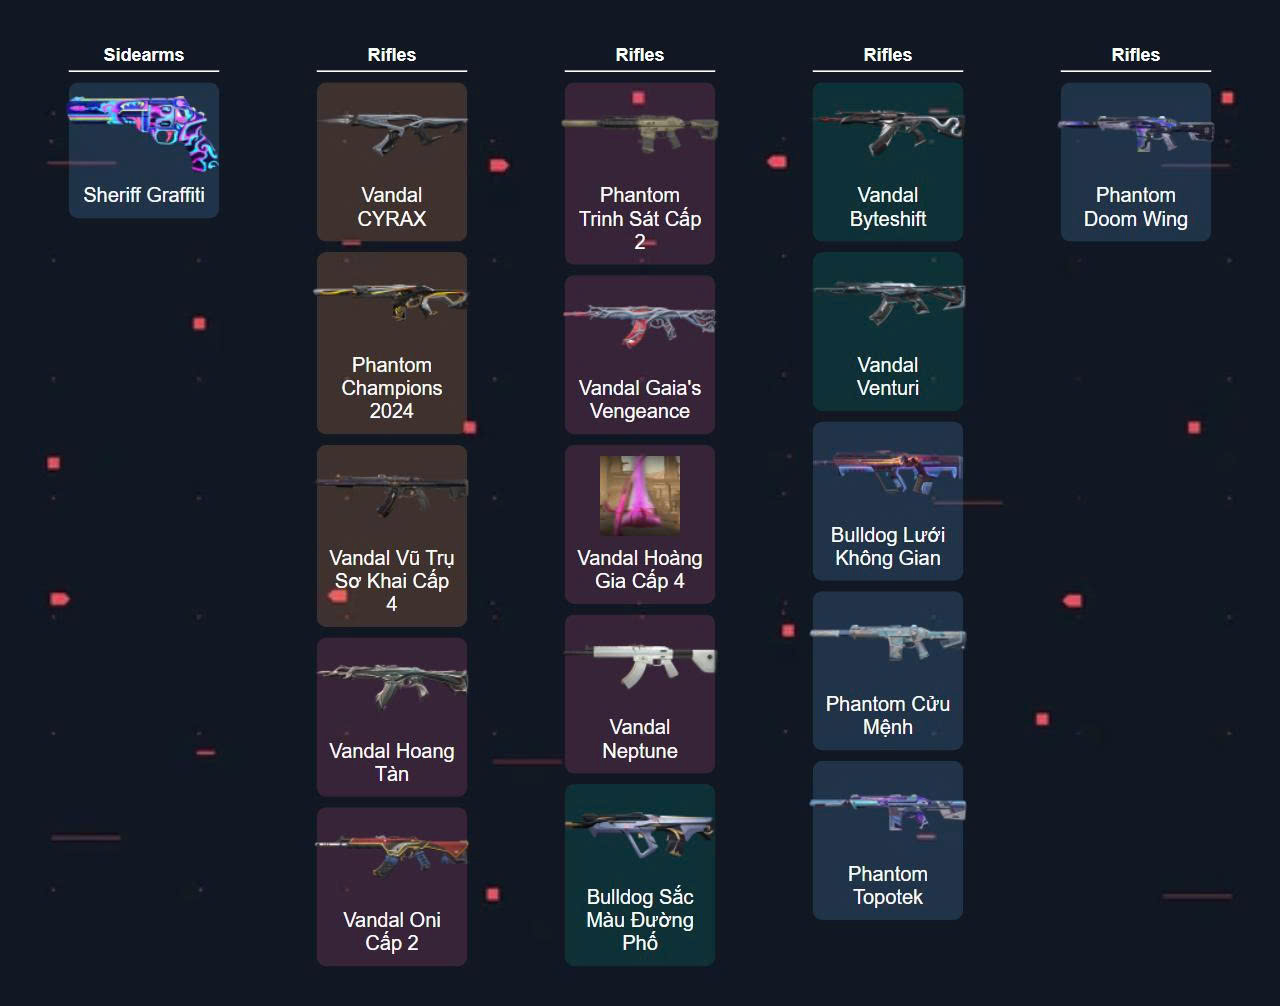 Sidearms
Sheriff Graffiti
Rifles
Vandal
CYRAX
Phantom
Champions
2024
Vandal Vũ Trụ
Sơ Khai Cấp
4
Vandal Hoang
Tàn
Vandal Oni
Cấp 2
Rifles
Phantom
Trinh Sát Cấp
2
Vandal Gaia's
Vengeance
Vandal Hoàng
Gia Cấp 4
Vandal
Neptune
Bulldog Sắc
Màu Đường
Phố
Rifles
Vandal
Byteshift
Vandal
Venturi
Bulldog Lưới
Không Gian
Phantom Cửu
Mệnh
Phantom
Topotek
Rifles
Phantom
Doom Wing